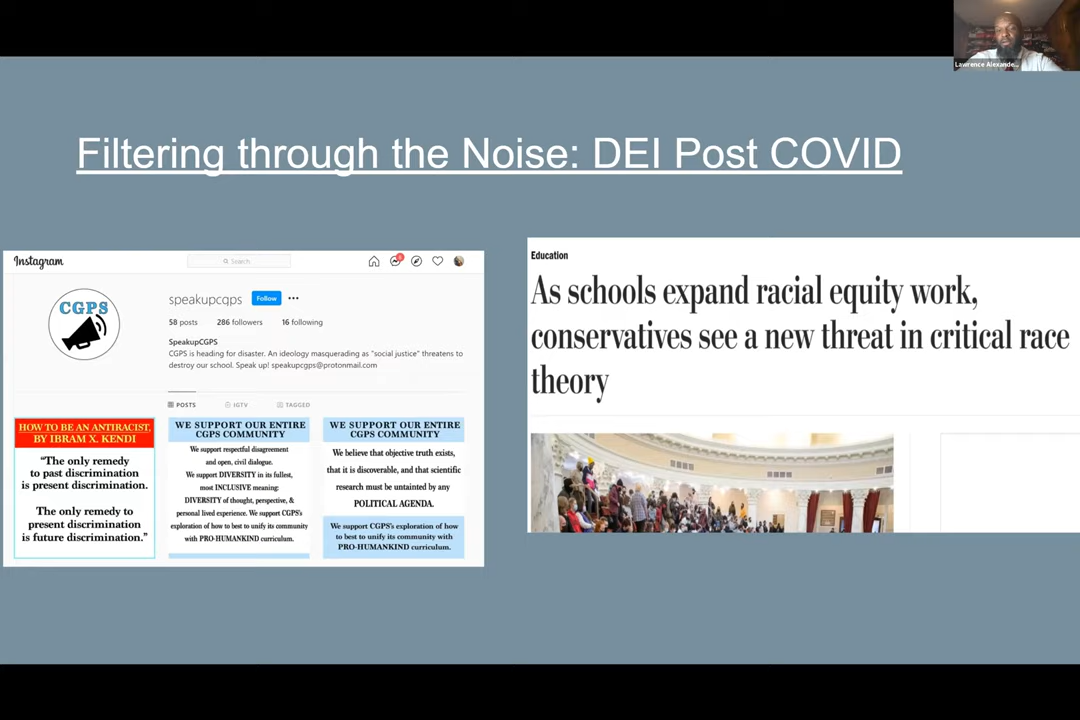 Lawrence Alexande...
Filtering through the Noise: DEI Post COVID
Instagram
Search
CGPS
speakupcgps
Follow
58 posts 286 followers 16 following
SpeakupCGPS
CGPS is heading for disaster. An ideology masquerading as "social justice" threatens to
destroy our school. Speak up! speakupcgps@protonmail.com
POSTS IGTV TAGGED
HOW TO BE AN ANTIRACIST,
BY IBRAM X. KENDI
"The only remedy
to past discrimination
is present discrimination.
The only remedy to
present discrimination
is future discrimination."
WE SUPPORT OUR ENTIRE
CGPS COMMUNITY
We support respectful disagreement
and open, civil dialogue.
We support DIVERSITY in its fullest,
most INCLUSIVE meaning:
DIVERSITY of thought, perspective, &
personal lived experience. We support CGPS's
exploration of how to best to unify its community
with PRO-HUMANKIND curriculum.
WE SUPPORT OUR ENTIRE
CGPS COMMUNITY
We believe that objective truth exists,
that it is discoverable, and that scientific
research must be untainted by any
POLITICAL AGENDA.
We support CGPS's exploration of how
to best to unify its community with
PRO-HUMANKIND curriculum.
Education
As schools expand racial equity work,
conservatives see a new threat in critical race
theory